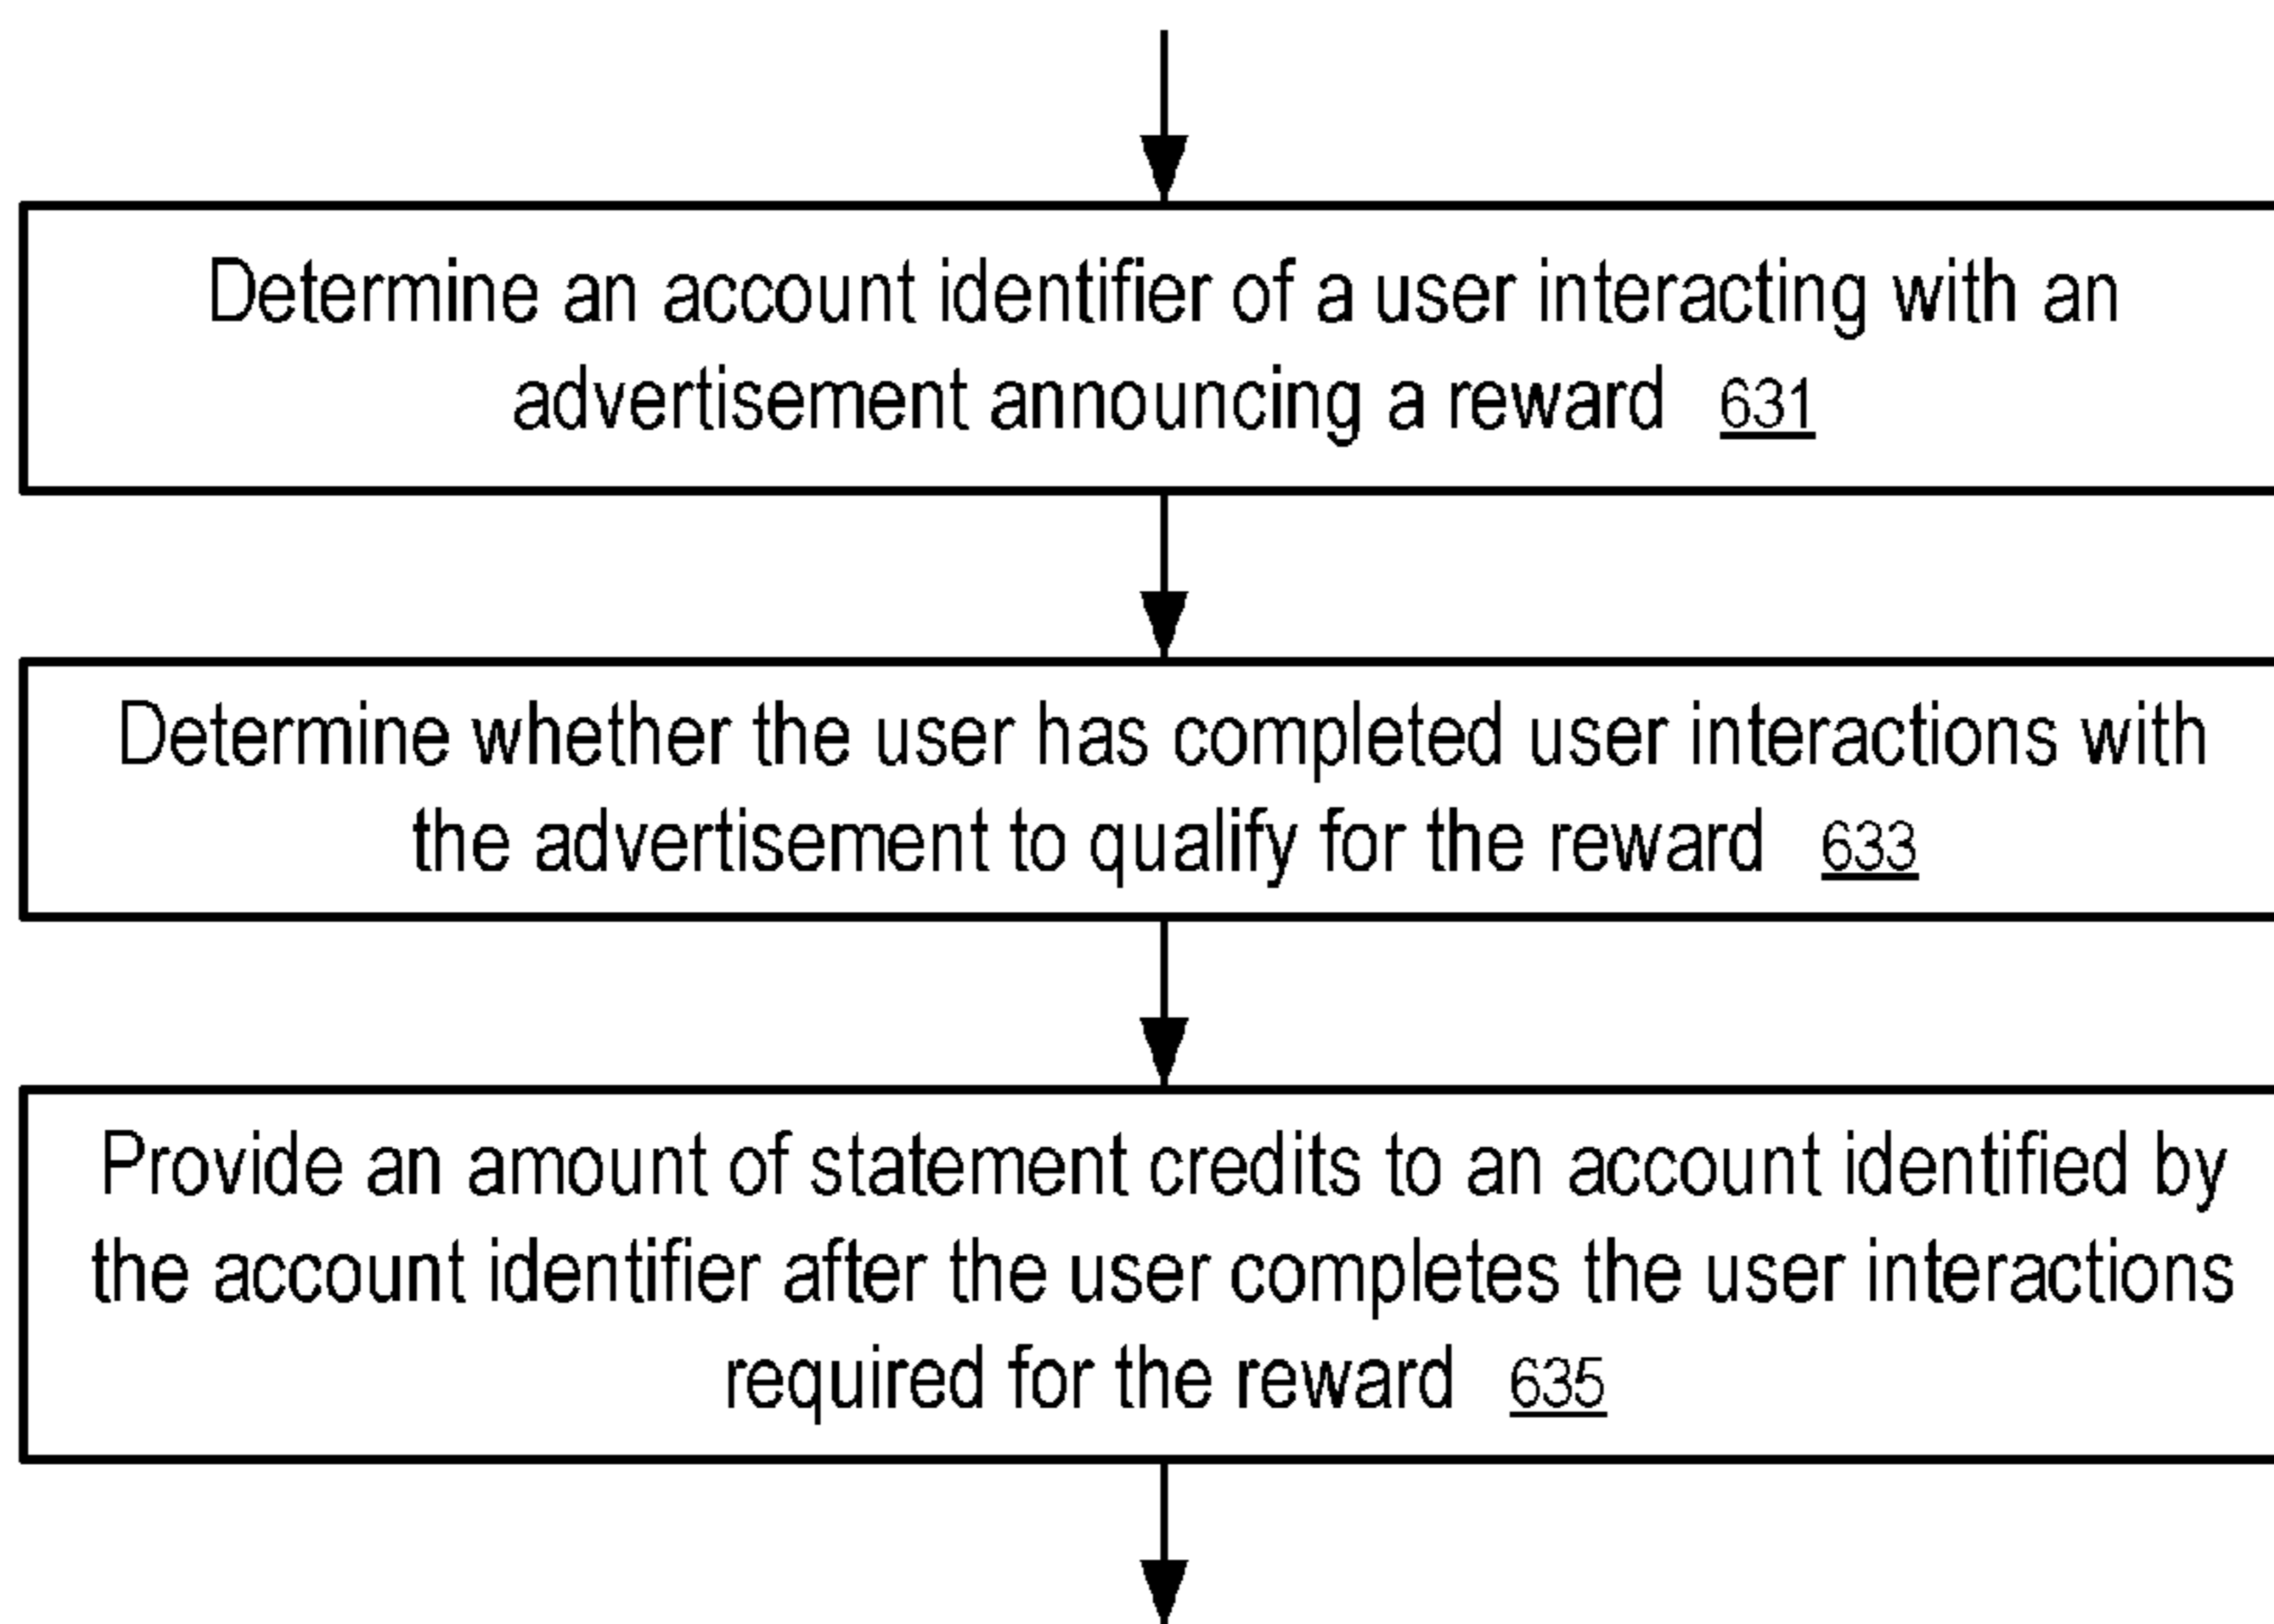 Determine an account identifier of a user interacting with an
advertisement announcing a reward 631
Determine whether the user has completed user interactions with
the advertisement to qualify for the reward 633
Provide an amount of statement credits to an account identified by
the account identifier after the user completes the user interactions
required for the reward 635